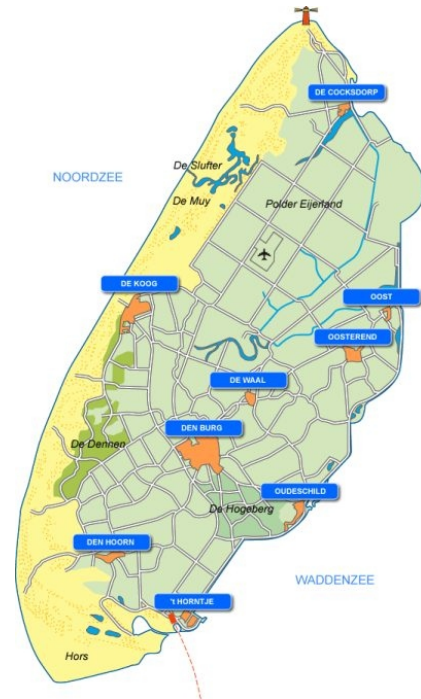 DE COCKSDORP
De Slufter
NOORDZEE
De Muy
Polder Eijerland
DE KOOG
OOST
OOSTEREND
DE WAAL
DEN BURG
De Dennen
OUDESCHILD
De Hogeberg
DEN HOORN
WADDENZEE
't HORNTJE
Hors